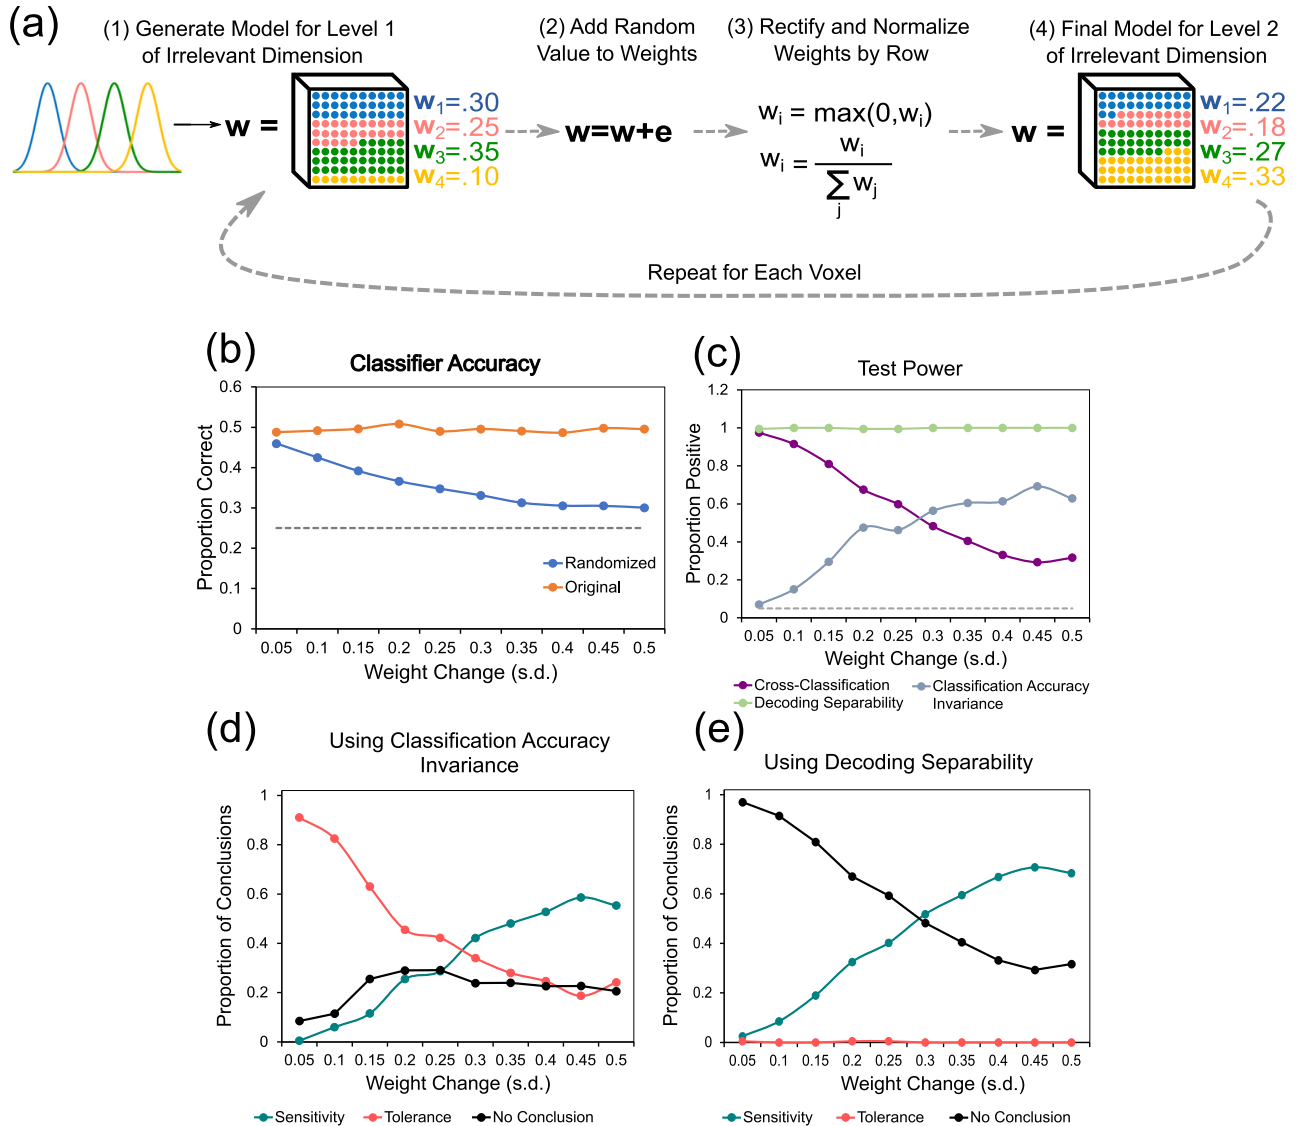 (a)
(1) Generate Model for Level 1
of Irrelevant Dimension
(2) Add Random
Value to Weights
(3) Rectify and Normalize
Weights by Row
(4) Final Model for Level 2
of Irrelevant Dimension
w =
w1=.30
w2=.25
w3=.35
w4=.10
w=w+e
wi = max(0,wi)
wi = wi / ∑j wj
w =
w1=.22
w2=.18
w3=.27
w4=.33
Repeat for Each Voxel
(b)
Classifier Accuracy
Proportion Correct
0.6
0.5
0.4
0.3
0.2
0.1
0
Randomized
Original
0.05 0.1 0.15 0.2 0.25 0.3 0.35 0.4 0.45 0.5
Weight Change (s.d.)
(c)
Test Power
Proportion Positive
1.2
1
0.8
0.6
0.4
0.2
0
0.05 0.1 0.15 0.2 0.25 0.3 0.35 0.4 0.45 0.5
Weight Change (s.d.)
Cross-Classification
Decoding Separability
Classification Accuracy
Invariance
(d)
Using Classification Accuracy
Invariance
Proportion of Conclusions
1
0.8
0.6
0.4
0.2
0
0.05 0.1 0.15 0.2 0.25 0.3 0.35 0.4 0.45 0.5
Weight Change (s.d.)
Sensitivity Tolerance No Conclusion
(e)
Using Decoding Separability
Proportion of Conclusions
1
0.8
0.6
0.4
0.2
0
0.05 0.1 0.15 0.2 0.25 0.3 0.35 0.4 0.45 0.5
Weight Change (s.d.)
Sensitivity Tolerance No Conclusion